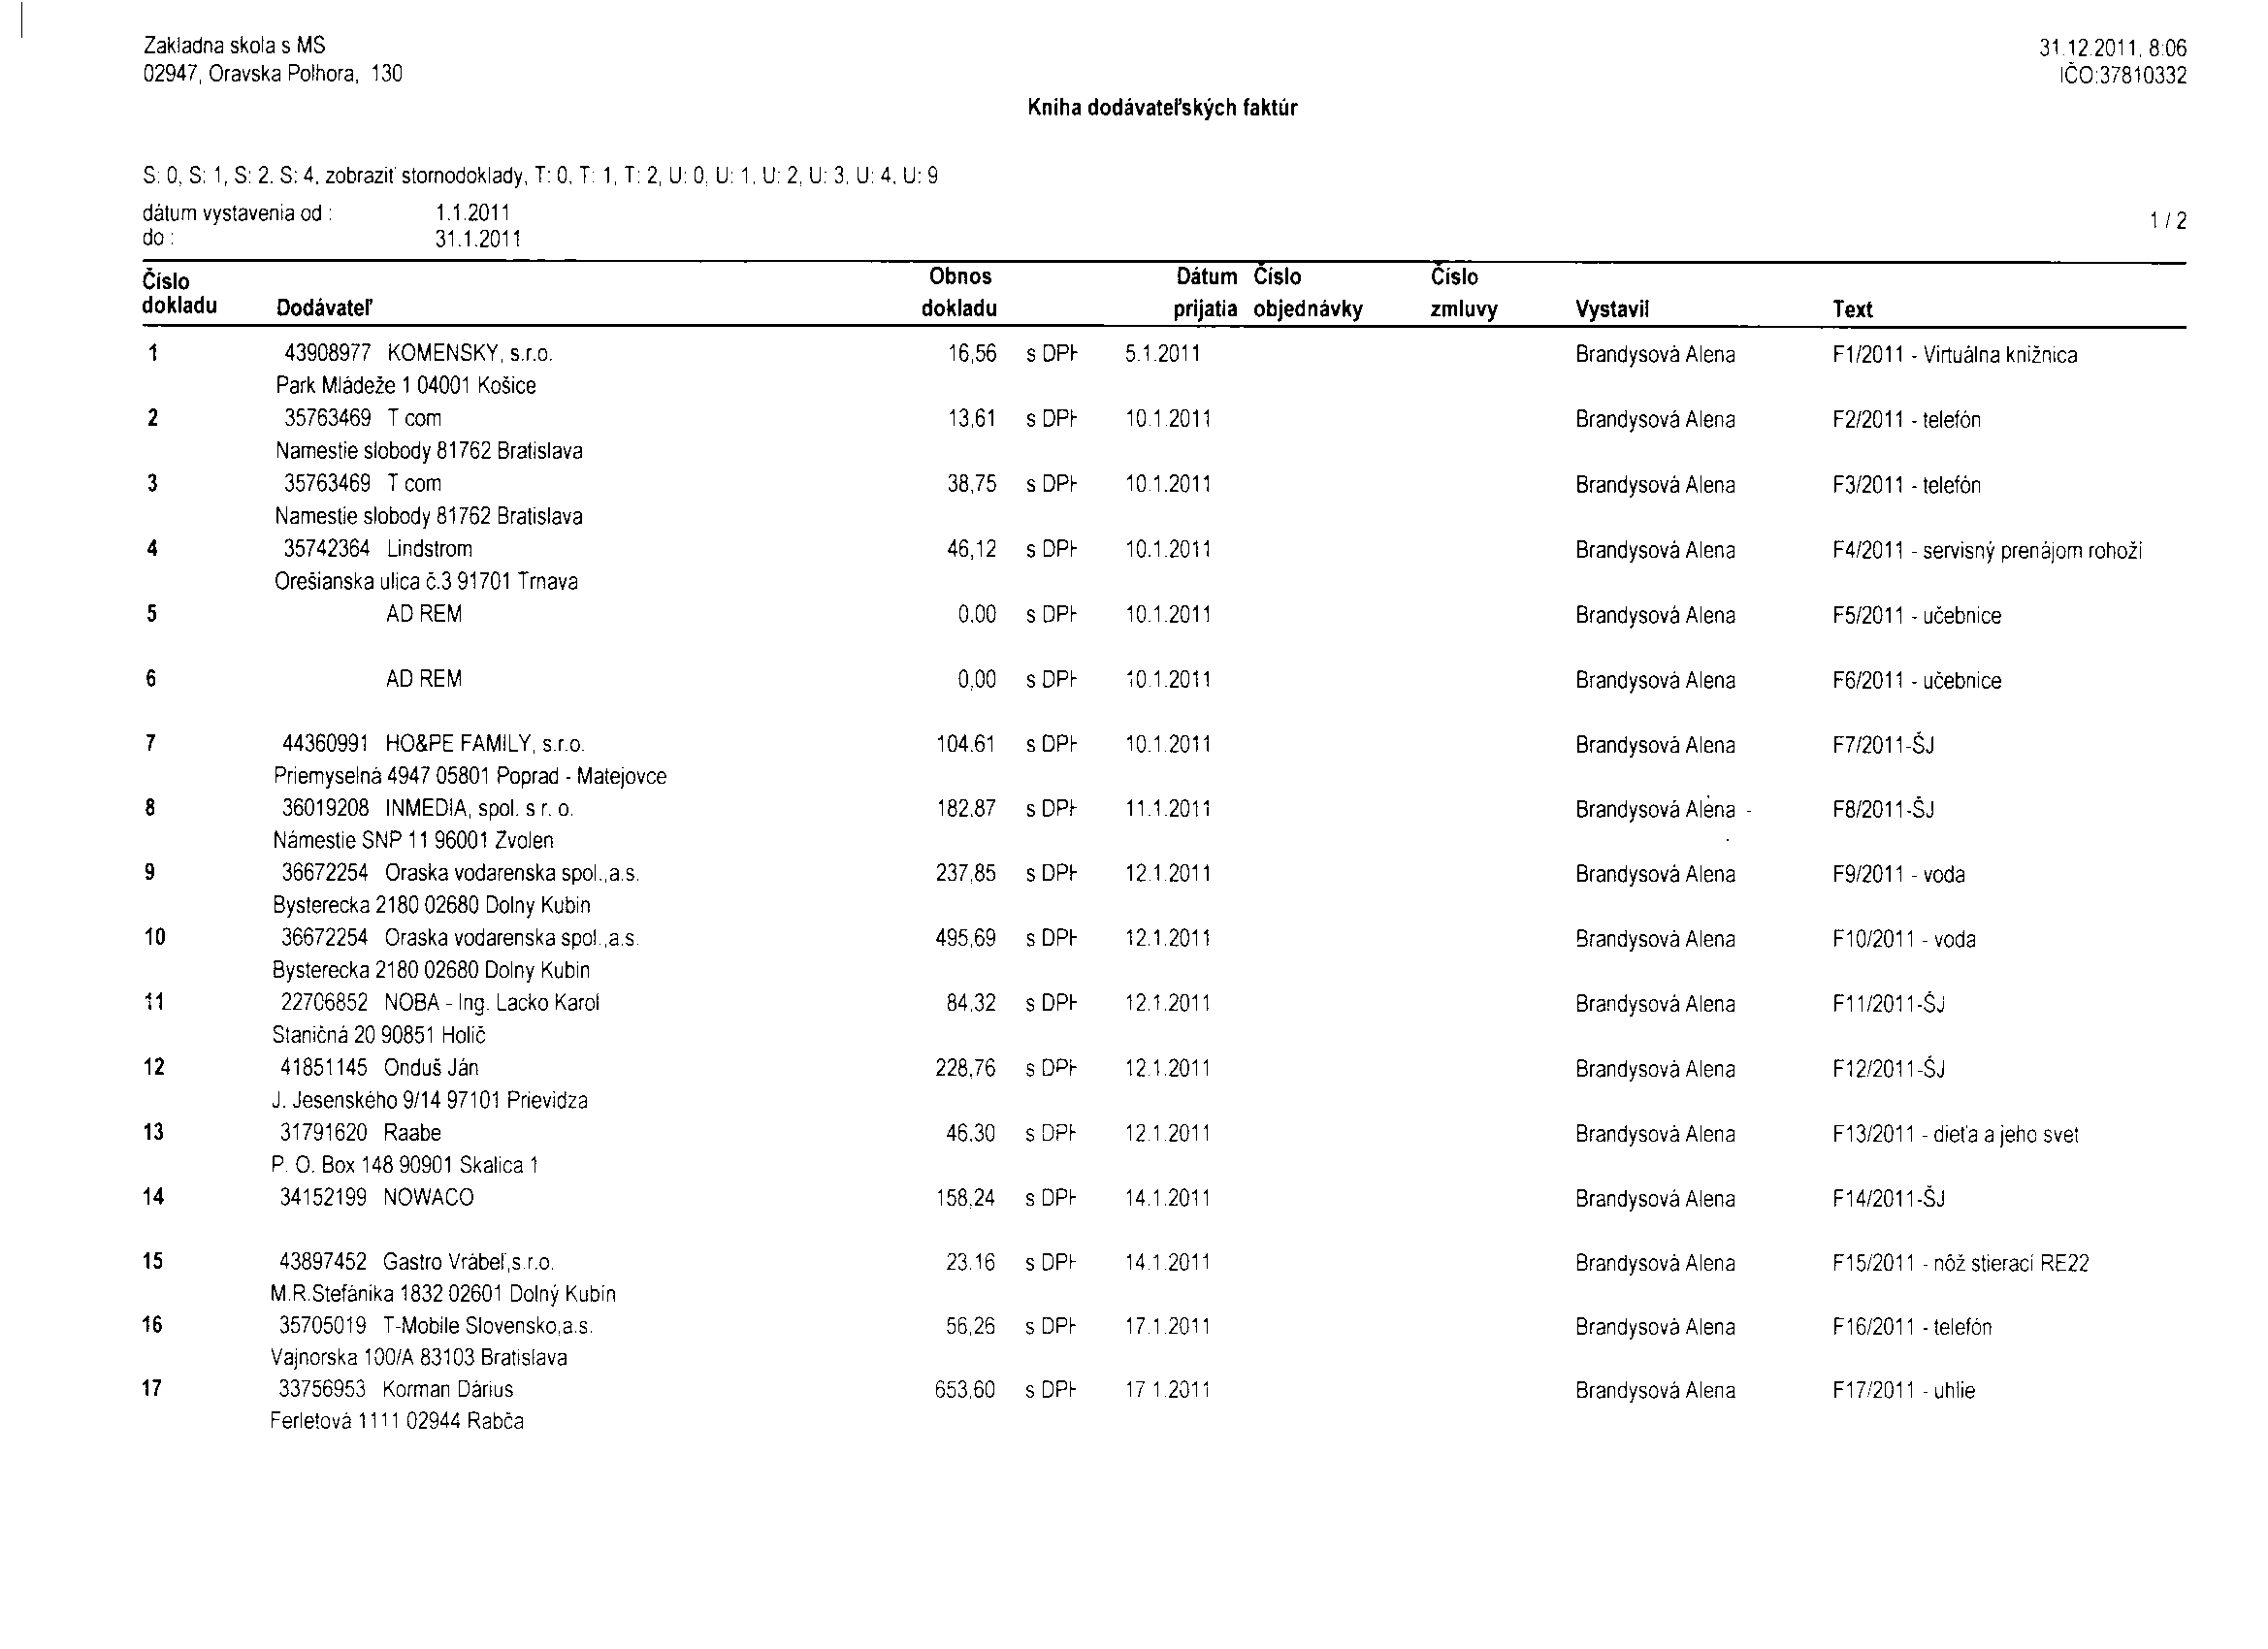 Zakladna skola s MS
31.12.2011, 8:06
02947, Oravska Polhora, 130
IČO:37810332
Kniha dodávateľských faktúr
S: 0, S: 1, S: 2. S: 4, zobraziť stornodoklady, T: 0, T: 1, T: 2, U: 0, U: 1, U: 2, U: 3, U: 4, U: 9
dátum vystavenia od : 1.1.2011
1 / 2
do : 31.1.2011
Číslo Obnos Dátum Číslo Číslo
dokladu Dodávateľ dokladu prijatia objednávky zmluvy Vystavil Text
1 43908977 KOMENSKY, s.r.o. 16,56 s DPH 5.1.2011 Brandysová Alena F1/2011 - Virtuálna knižnica
Park Mládeže 1 04001 Košice
2 35763469 T com 13,61 s DPH 10.1.2011 Brandysová Alena F2/2011 - telefón
Namestie slobody 81762 Bratislava
3 35763469 T com 38,75 s DPH 10.1.2011 Brandysová Alena F3/2011 - telefón
Namestie slobody 81762 Bratislava
4 35742364 Lindstrom 46,12 s DPH 10.1.2011 Brandysová Alena F4/2011 - servisný prenájom rohoží
Orešianska ulica č.3 91701 Trnava
5 AD REM 0,00 s DPH 10.1.2011 Brandysová Alena F5/2011 - učebnice
6 AD REM 0,00 s DPH 10.1.2011 Brandysová Alena F6/2011 - učebnice
7 44360991 HO&PE FAMILY, s.r.o. 104.61 s DPH 10.1.2011 Brandysová Alena F7/2011-ŠJ
Priemyselná 4947 05801 Poprad - Matejovce
8 36019208 INMEDIA, spol. s r. o. 182.87 s DPH 11.1.2011 Brandysová Alena F8/2011-ŠJ
Námestie SNP 11 96001 Zvolen
9 36672254 Oraska vodarenska spol.,a.s. 237,85 s DPH 12.1.2011 Brandysová Alena F9/2011 - voda
Bysterecka 2180 02680 Dolny Kubin
10 36672254 Oraska vodarenska spol.,a.s. 495,69 s DPH 12.1.2011 Brandysová Alena F10/2011 - voda
Bysterecka 2180 02680 Dolny Kubin
11 22706852 NOBA - Ing. Lacko Karol 84,32 s DPH 12.1.2011 Brandysová Alena F11/2011-ŠJ
Staničná 20 90851 Holíč
12 41851145 Onduš Ján 228,76 s DPH 12.1.2011 Brandysová Alena F12/2011-ŠJ
J. Jesenského 9/14 97101 Prievidza
13 31791620 Raabe 46,30 s DPH 12.1.2011 Brandysová Alena F13/2011 - dieťa a jeho svet
P. O. Box 148 90901 Skalica 1
14 34152199 NOWACO 158,24 s DPH 14.1.2011 Brandysová Alena F14/2011-ŠJ
15 43897452 Gastro Vrábeľ,s.r.o. 23.16 s DPH 14.1.2011 Brandysová Alena F15/2011 - nôž stierací RE22
M.R.Stefánika 1832 02601 Dolný Kubín
16 35705019 T-Mobile Slovensko,a.s. 56,26 s DPH 17.1.2011 Brandysová Alena F16/2011 - telefón
Vajnorska 100/A 83103 Bratislava
17 33756953 Korman Dárius 653,60 s DPH 17.1.2011 Brandysová Alena F17/2011 - uhlie
Ferletová 1111 02944 Rabča